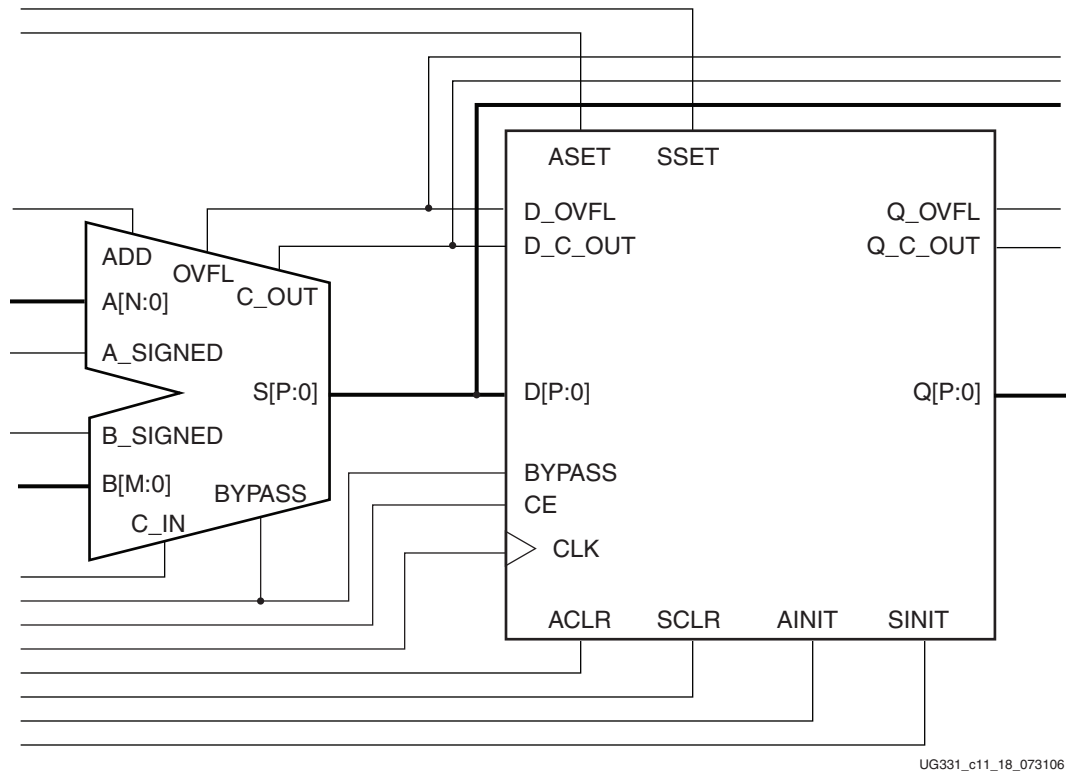 ASET SSET
D_OVFL Q_OVFL
D_C_OUT Q_C_OUT
ADD
OVFL
C_OUT
A[N:0]
A_SIGNED
S[P:0] D[P:0] Q[P:0]
B_SIGNED
B[M:0]
BYPASS
C_IN
BYPASS
CE
CLK
ACLR SCLR AINIT SINIT
UG331_c11_18_073106